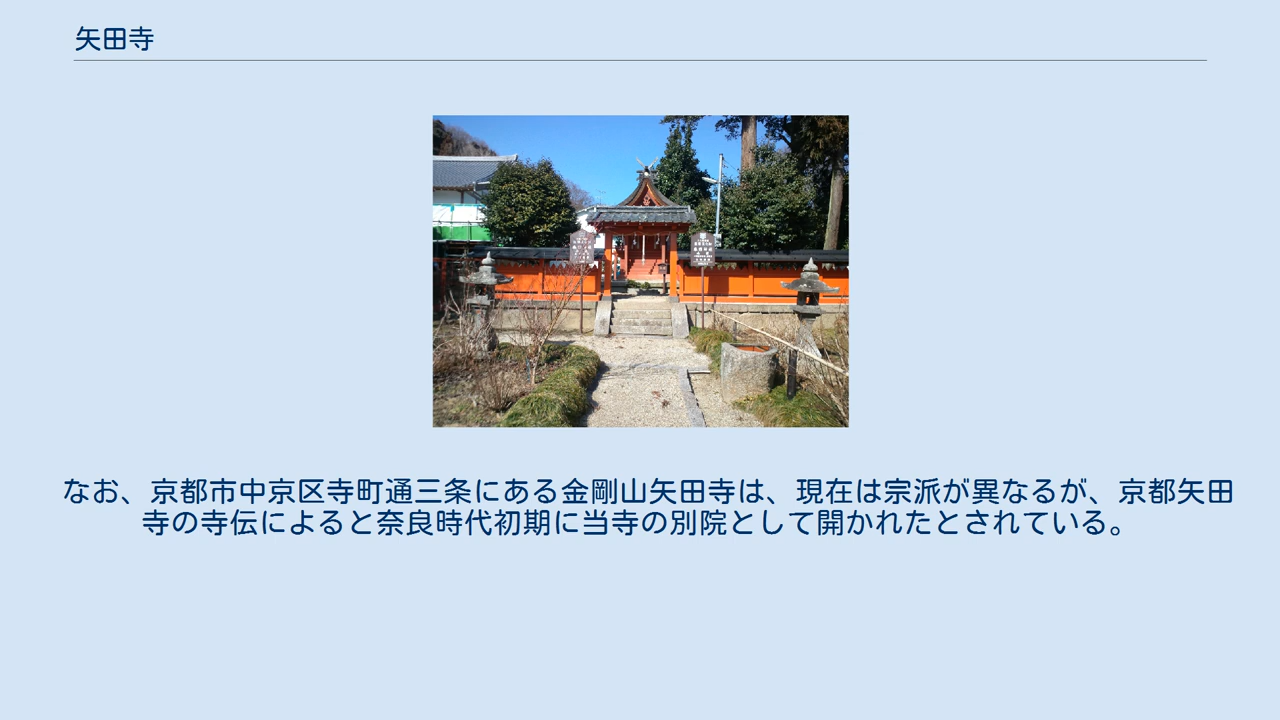 矢田寺
なお、京都市中京区寺町通三条にある金剛山矢田寺は、現在は宗派が異なるが、京都矢田
寺の寺伝によると奈良時代初期に当寺の別院として開かれたとされている。